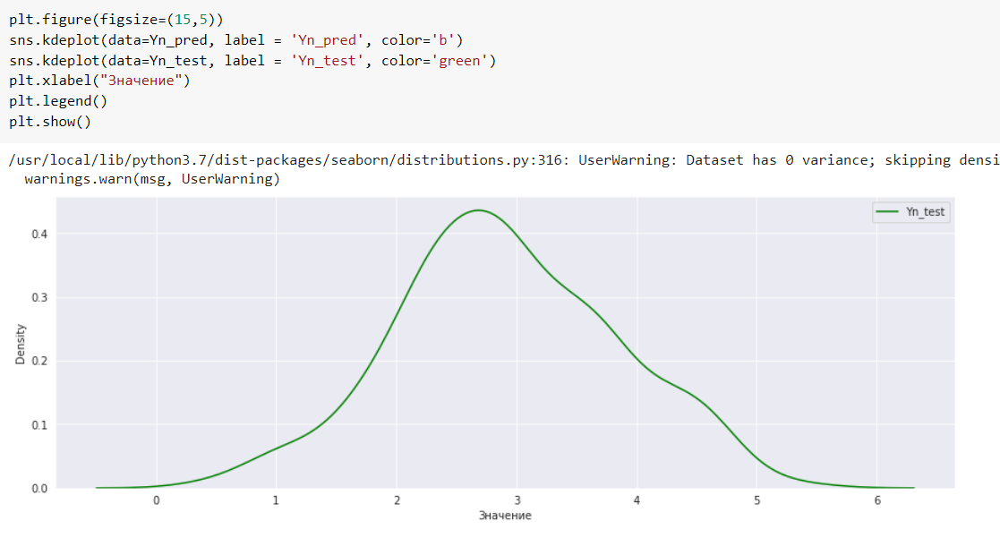 plt.figure(figsize=(15,5))
sns.kdeplot(data=Yn_pred, label = 'Yn_pred', color='b')
sns.kdeplot(data=Yn_test, label = 'Yn_test', color='green')
plt.xlabel("Значение")
plt.legend()
plt.show()
/usr/local/lib/python3.7/dist-packages/seaborn/distributions.py:316: UserWarning: Dataset has 0 variance; skipping densi
warnings.warn(msg, UserWarning)
Yn_test
0.4
0.3
0.2
0.1
0.0
Density
0 1 2 3 4 5 6
Значение